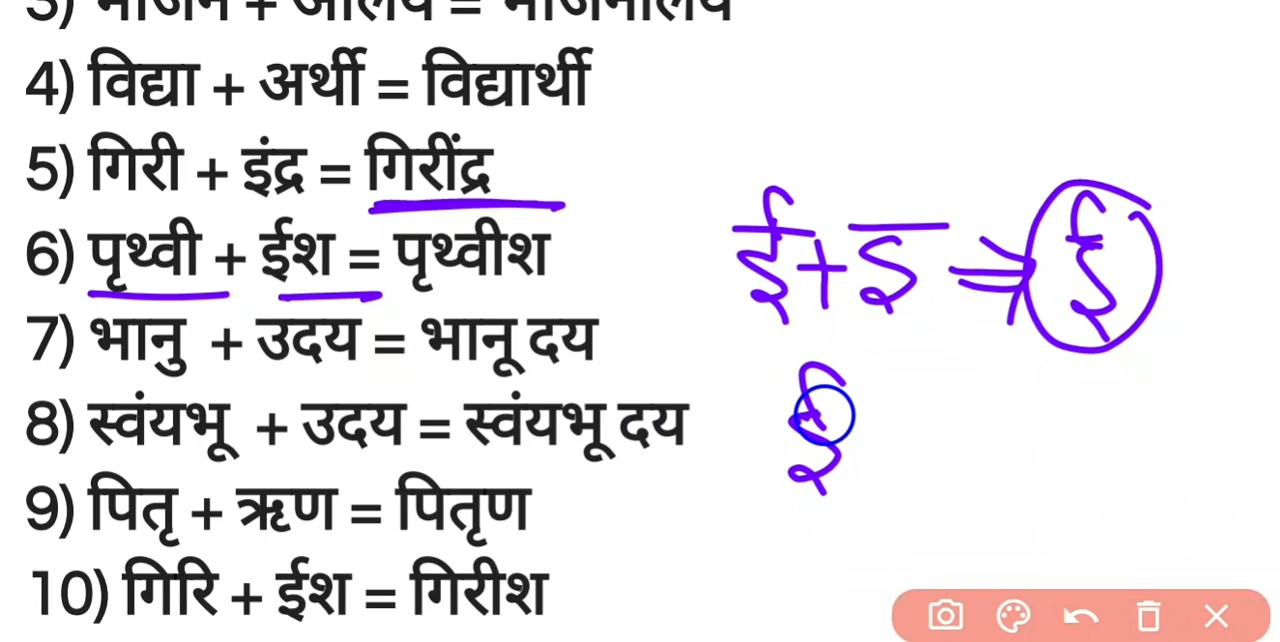 4) विद्या + अर्थी = विद्यार्थी
5) गिरी + इंद्र = गिरींद्र
6) पृथ्वी + ईश = पृथ्वीश
ई + इ ⇒ ई
7) भानु + उदय = भानू दय
ई
8) स्वंयभू + उदय = स्वंयभू दय
9) पितृ + ऋण = पितृण
10) गिरि + ईश = गिरीश